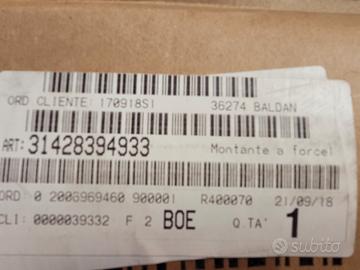 ORD CLIENTE: 170918SI 36274 BALDAN
ART: 31428394933 Montante a forcel
ORD: 0 2006969460 900001 R400070 21/09/18
CLI: 0000039332 F 2 BOE Q.TA' 1
subito